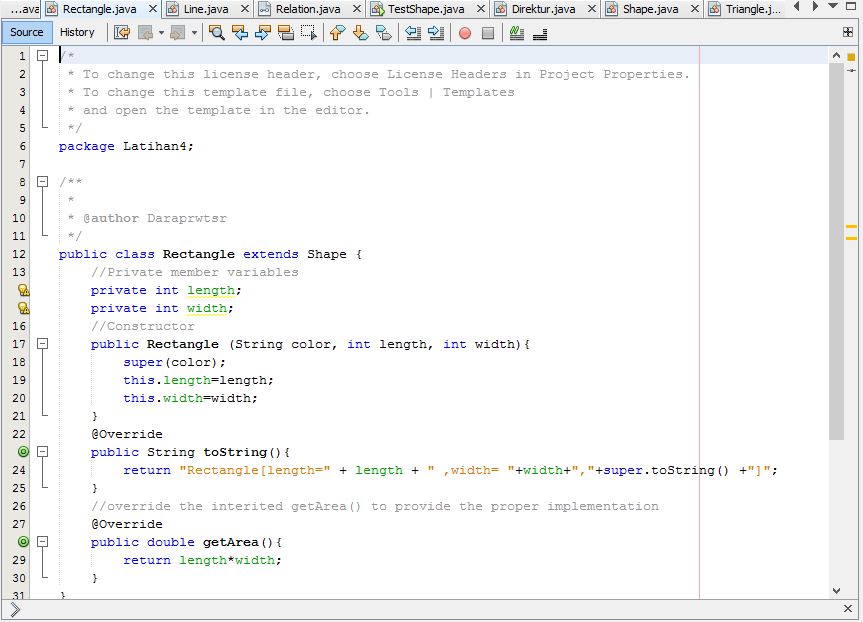 ...ava Rectangle.java Line.java Relation.java TestShape.java Direktur.java Shape.java Triangle.j...
Source History
1 /*
2  * To change this license header, choose License Headers in Project Properties.
3  * To change this template file, choose Tools | Templates
4  * and open the template in the editor.
5  */
6 package Latihan4;
7
8 /**
9  *
10  * @author Daraprwtsr
11  */
12 public class Rectangle extends Shape {
13     //Private member variables
    private int length;
    private int width;
16     //Constructor
17     public Rectangle (String color, int length, int width){
18         super(color);
19         this.length=length;
20         this.width=width;
21     }
22     @Override
    public String toString(){
24         return "Rectangle[length=" + length + " ,width= "+width+","+super.toString() +"]";
25     }
26     //override the interited getArea() to provide the proper implementation
27     @Override
    public double getArea(){
29         return length*width;
30     }
31 }